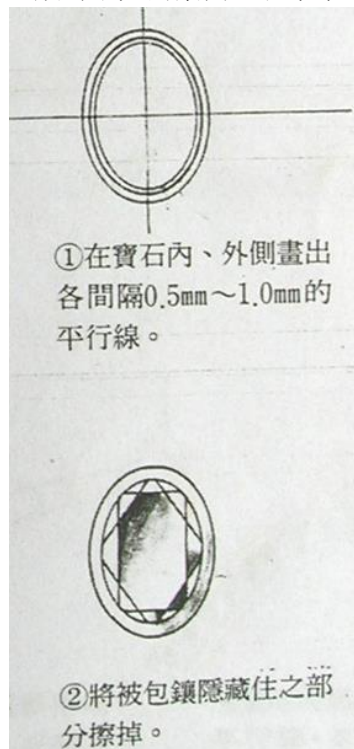 ①在寶石內、外側畫出
各間隔0.5㎜～1.0㎜的
平行線。
②將被包鑲隱藏住之部
分擦掉。